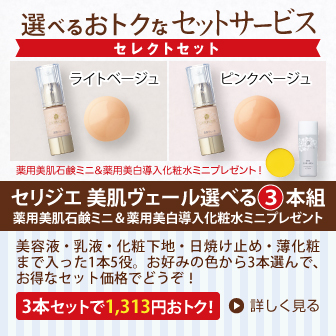 選べるおトクなセットサービス
セレクトセット
ライトベージュ
ピンクベージュ
薬用美肌石鹸ミニ&薬用美白導入化粧水ミニプレゼント!
セリジエ 美肌ヴェール選べる③本組
薬用美肌石鹸ミニ&薬用美白導入化粧水ミニプレゼント
美容液・乳液・化粧下地・日焼け止め・薄化粧
まで入った1本5役。お好みの色から3本選んで、
お得なセット価格でどうぞ!
3本セットで1,313円おトク!
詳しく見る